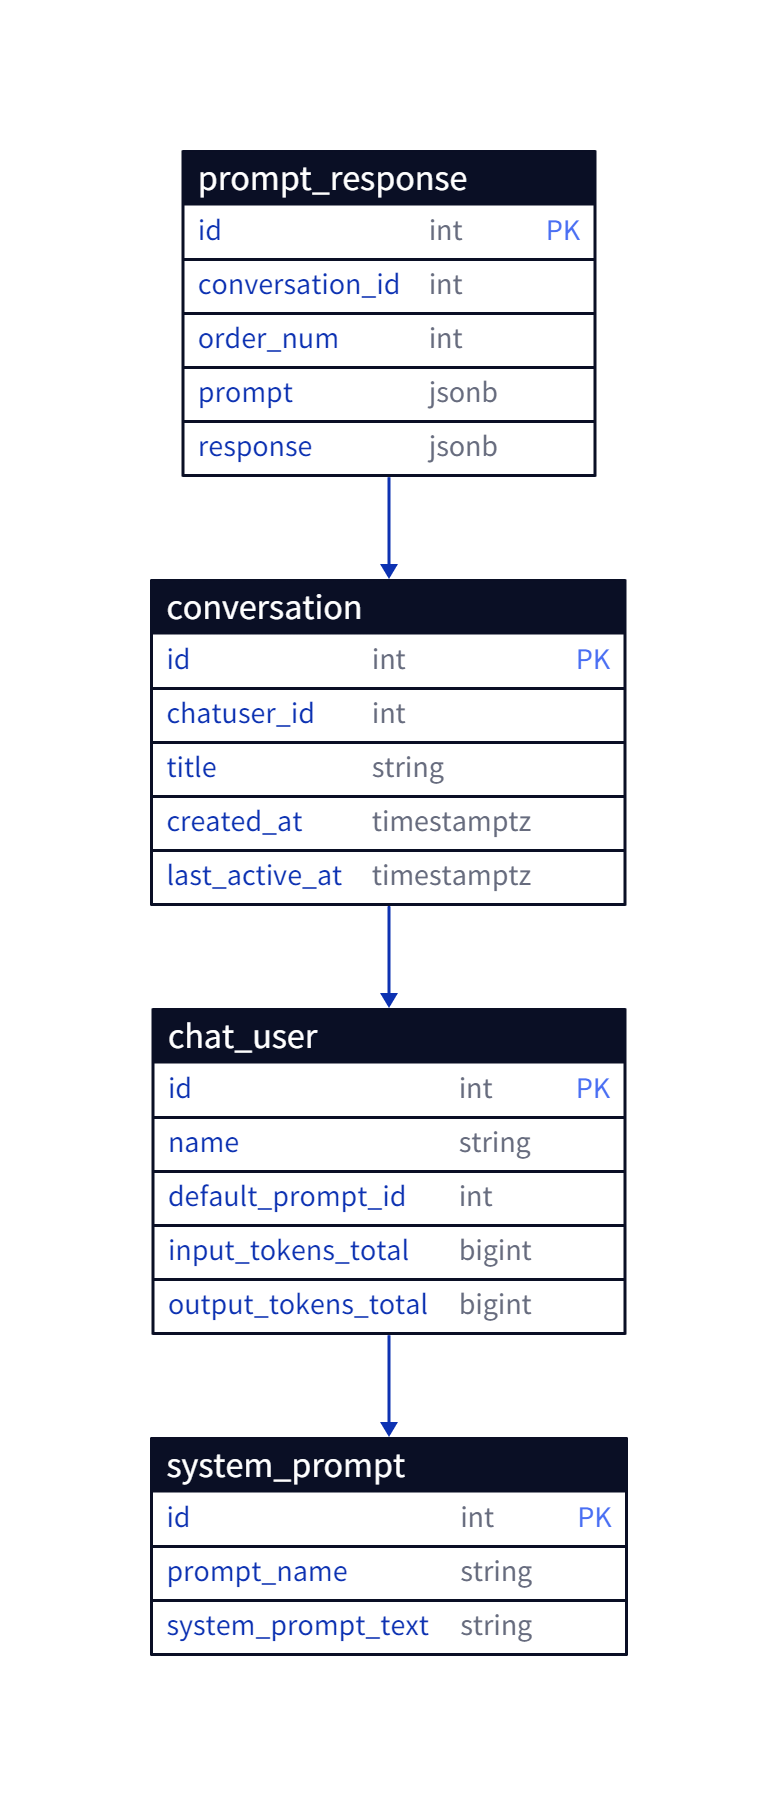 prompt_response
id int PK
conversation_id int
order_num int
prompt jsonb
response jsonb
conversation
id int PK
chatuser_id int
title string
created_at timestamptz
last_active_at timestamptz
chat_user
id int PK
name string
default_prompt_id int
input_tokens_total bigint
output_tokens_total bigint
system_prompt
id int PK
prompt_name string
system_prompt_text string